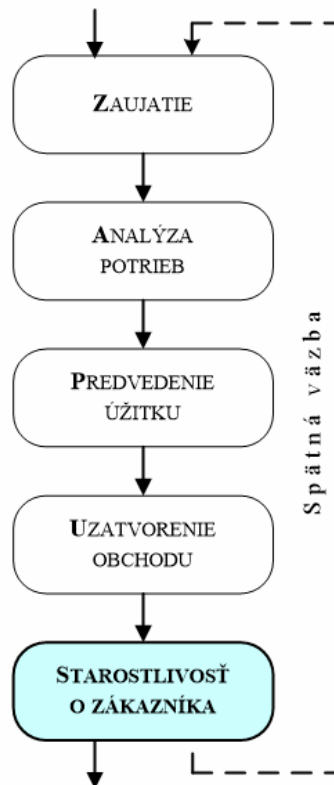 ZAUJATIE
ANALÝZA
POTRIEB
PREDVEDENIE
ÚŽITKU
UZATVORENIE
OBCHODU
STAROSTLIVOSŤ
O ZÁKAZNÍKA
Spätná väzba